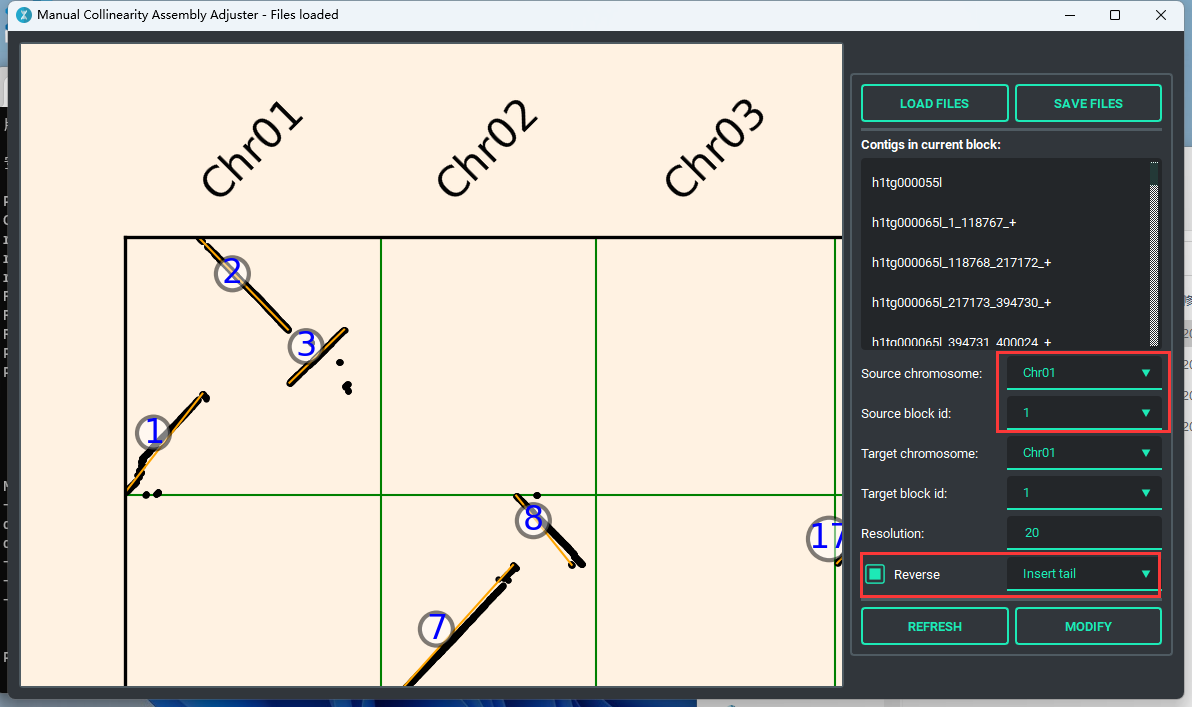 Manual Collinearity Assembly Adjuster - Files loaded
Chr01
Chr02
Chr03
2
3
1
8
17
7
LOAD FILES
SAVE FILES
Contigs in current block:
h1tg000055l
h1tg000065l_1_118767_+
h1tg000065l_118768_217172_+
h1tg000065l_217173_394730_+
h1tg000065l_394731_400024_+
Source chromosome: Chr01
Source block id: 1
Target chromosome: Chr01
Target block id: 1
Resolution: 20
Reverse Insert tail
REFRESH
MODIFY